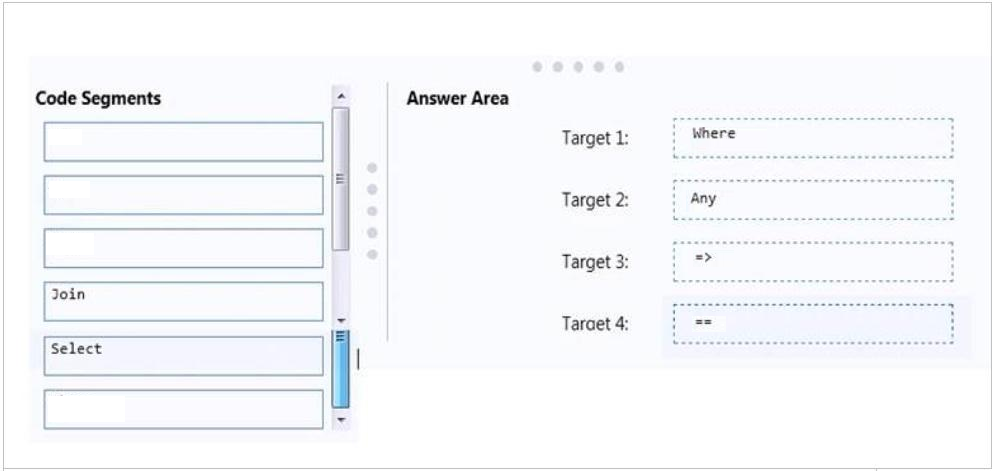 Code Segments
Join
Select
Answer Area
Target 1: Where
Target 2: Any
Target 3: =>
Target 4: ==